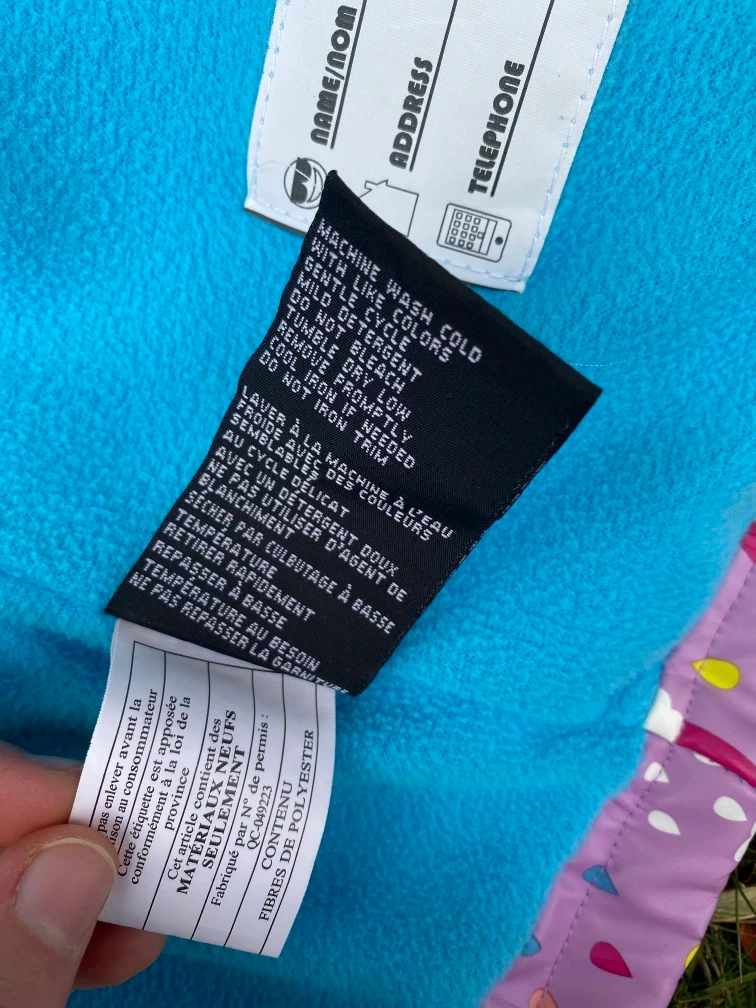 NAME/NOM
ADDRESS
TELEPHONE
MACHINE WASH COLD
WITH LIKE COLORS
GENTLE CYCLE
MILD DETERGENT
DO NOT BLEACH
TUMBLE DRY LOW
REMOVE PROMPTLY
COOL IRON IF NEEDED
DO NOT IRON TRIM
LAVER À LA MACHINE À L'EAU
FROIDE AVEC DES COULEURS
SEMBLABLES
AU CYCLE DÉLICAT
AVEC UN DÉTERGENT DOUX
NE PAS UTILISER D'AGENT DE
BLANCHIMENT
SÉCHER PAR CULBUTAGE À BASSE
TEMPÉRATURE
RETIRER RAPIDEMENT
REPASSER À BASSE
TEMPÉRATURE AU BESOIN
NE PAS REPASSER LA GARNITURE
pas enlever avant la
ison au consommateur
Cette étiquette est apposée
conformément à la loi de la
province
Cet article contient des
MATÉRIAUX NEUFS
SEULEMENT
Fabriqué par N° de permis :
QC-049223
CONTENU
FIBRES DE POLYESTER